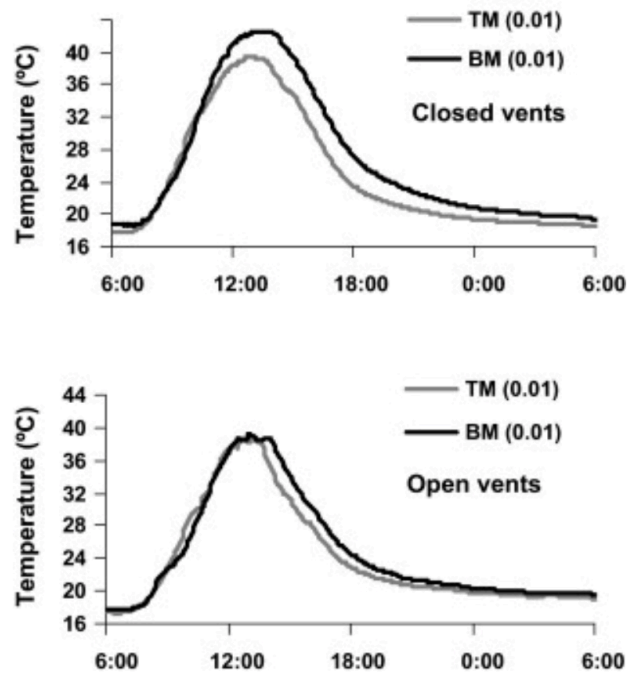 TM (0.01)
BM (0.01)
Closed vents
Temperature (ºC)
40
36
32
28
24
20
16
6:00 12:00 18:00 0:00 6:00
TM (0.01)
BM (0.01)
Open vents
Temperature (ºC)
44
40
36
32
28
24
20
16
6:00 12:00 18:00 0:00 6:00